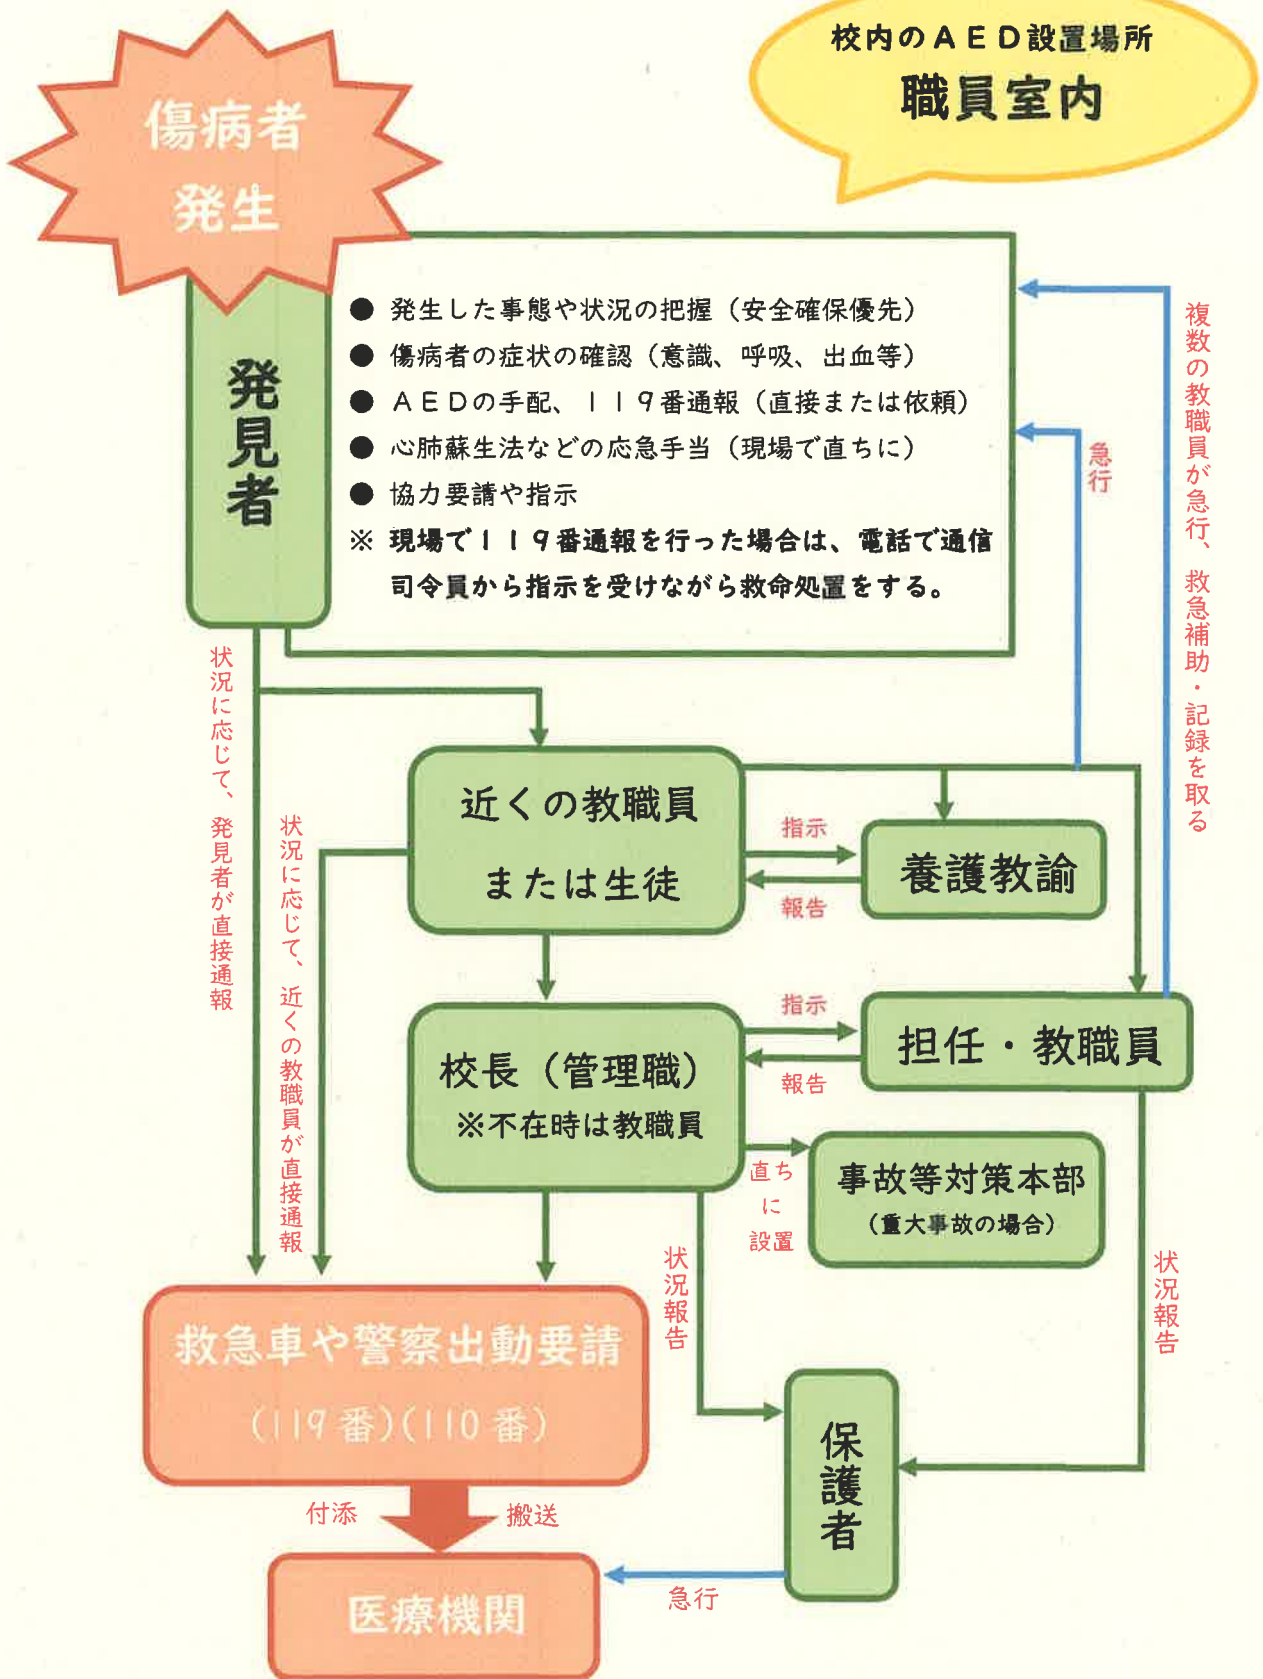 校内のAED設置場所
職員室内
傷病者
発生
発見者
● 発生した事態や状況の把握（安全確保優先）
● 傷病者の症状の確認（意識、呼吸、出血等）
● AEDの手配、119番通報（直接または依頼）
● 心肺蘇生法などの応急手当（現場で直ちに）
● 協力要請や指示
※ 現場で119番通報を行った場合は、電話で通信
司令員から指示を受けながら救命処置をする。
複数の教職員が急行、救急補助・記録を取る
急行
状況に応じて、発見者が直接通報
状況に応じて、近くの教職員が直接通報
近くの教職員
または生徒
指示
報告
養護教諭
校長（管理職）
※不在時は教職員
指示
報告
担任・教職員
直ち
に
設置
事故等対策本部
（重大事故の場合）
状況報告
状況報告
救急車や警察出動要請
(119番)(110番)
付添
搬送
保護者
急行
医療機関